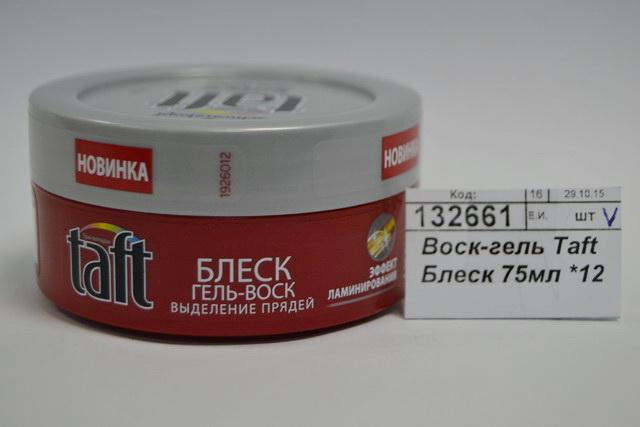 taft
НОВИНКА
1926012
НОВИНКА
taft
БЛЕСК
ГЕЛЬ-ВОСК
ВЫДЕЛЕНИЕ ПРЯДЕЙ
ЭФФЕКТ
ЛАМИНИРОВАНИЯ
Код: 16 29.10.15
132661 Е.И. шт V
Воск-гель Taft
Блеск 75мл *12